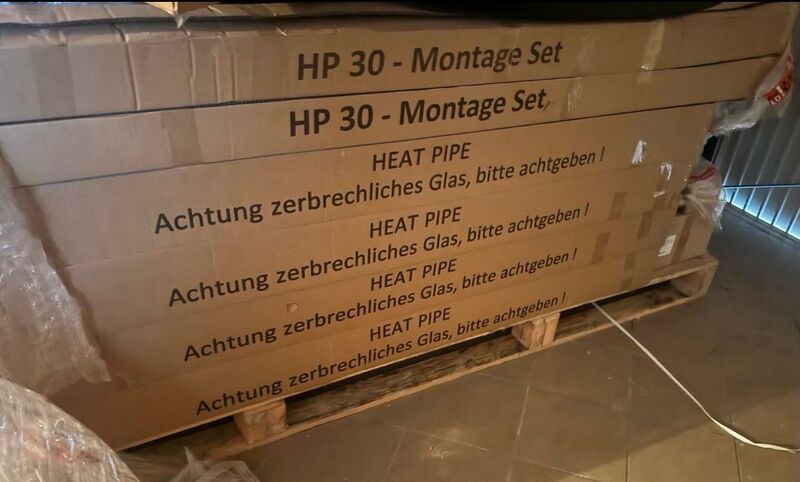 HP 30 - Montage Set
HP 30 - Montage Set
HEAT PIPE
Achtung zerbrechliches Glas, bitte achtgeben !
HEAT PIPE
Achtung zerbrechliches Glas, bitte achtgeben !
HEAT PIPE
Achtung zerbrechliches Glas, bitte achtgeben !
HEAT PIPE
Achtung zerbrechliches Glas, bitte achtgeben !